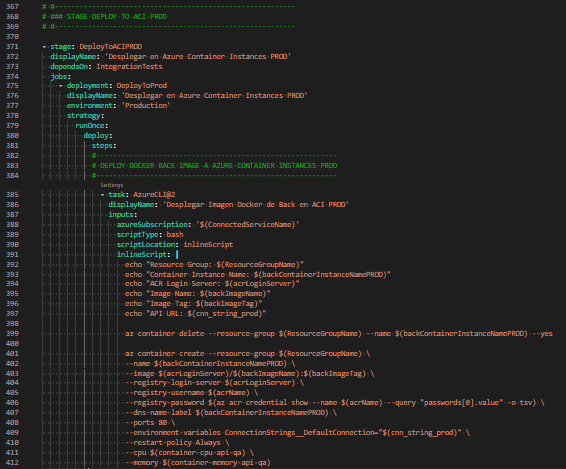 367 # #------------------------------------------------------------
368 # ### STAGE DEPLOY TO ACI PROD
369 # #------------------------------------------------------------
370
371 - stage: DeployToACIPROD
372 displayName: 'Desplegar en Azure Container Instances PROD'
373 dependsOn: IntegrationTests
374 jobs:
375 - deployment: DeployToProd
376 displayName: 'Desplegar en Azure Container Instances PROD'
377 environment: 'Production'
378 strategy:
379 runOnce:
380 deploy:
381 steps:
382 #------------------------------------------------------
383 # DEPLOY DOCKER BACK IMAGE A AZURE CONTAINER INSTANCES PROD
384 #------------------------------------------------------
Settings
385 - task: AzureCLI@2
386 displayName: 'Desplegar Imagen Docker de Back en ACI PROD'
387 inputs:
388 azureSubscription: '$(ConnectedServiceName)'
389 scriptType: bash
390 scriptLocation: inlineScript
391 inlineScript: |
392 echo "Resource Group: $(ResourceGroupName)"
393 echo "Container Instance Name: $(backContainerInstanceNamePROD)"
394 echo "ACR Login Server: $(acrLoginServer)"
395 echo "Image Name: $(backImageName)"
396 echo "Image Tag: $(backImageTag)"
397 echo "API URL: $(cnn_string_prod)"
398
399 az container delete --resource-group $(ResourceGroupName) --name $(backContainerInstanceNamePROD) --yes
400
401 az container create --resource-group $(ResourceGroupName) \
402 --name $(backContainerInstanceNamePROD) \
403 --image $(acrLoginServer)/$(backImageName):$(backImageTag) \
404 --registry-login-server $(acrLoginServer) \
405 --registry-username $(acrName) \
406 --registry-password $(az acr credential show --name $(acrName) --query "passwords[0].value" -o tsv) \
407 --dns-name-label $(backContainerInstanceNamePROD) \
408 --ports 80 \
409 --environment-variables ConnectionStrings__DefaultConnection="$(cnn_string_prod)" \
410 --restart-policy Always \
411 --cpu $(container-cpu-api-qa) \
412 --memory $(container-memory-api-qa)